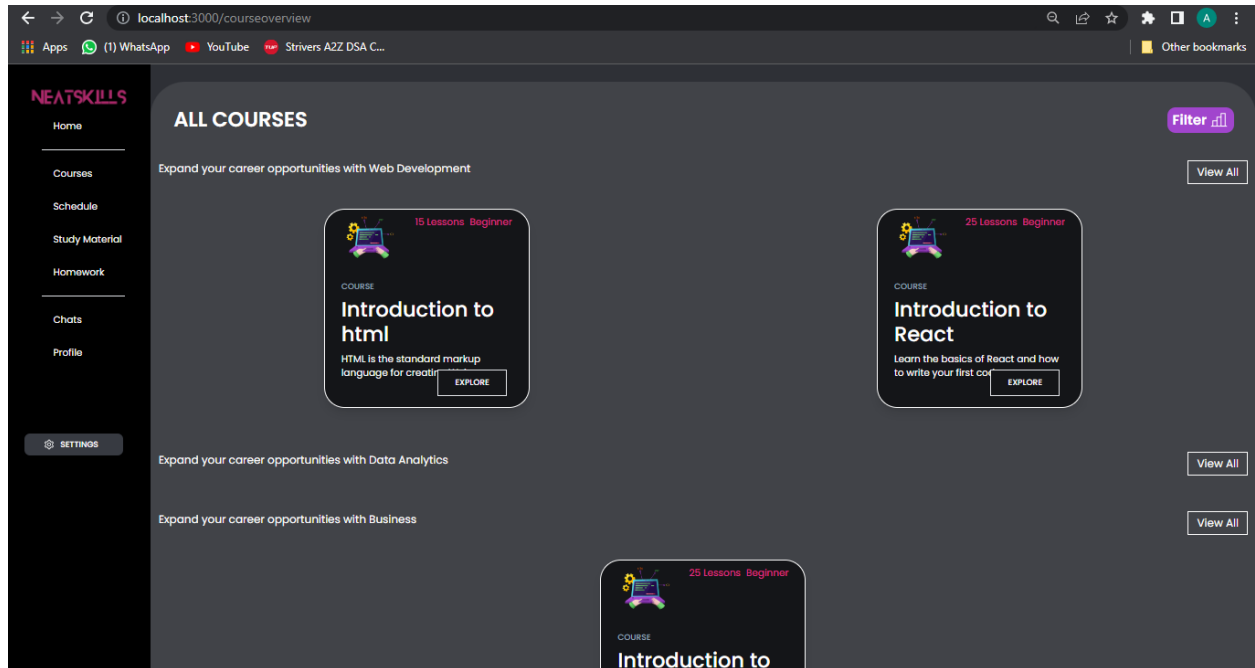 localhost:3000/courseoverview
A
Apps (1) WhatsApp YouTube Strivers A2Z DSA C... Other bookmarks
NEATSKILLS
Home
Courses
Schedule
Study Material
Homework
Chats
Profile
SETTINGS
ALL COURSES
Filter
Expand your career opportunities with Web Development
View All
15 Lessons Beginner
COURSE
Introduction to
html
HTML is the standard markup
language for creating
EXPLORE
25 Lessons Beginner
COURSE
Introduction to
React
Learn the basics of React and how
to write your first
EXPLORE
Expand your career opportunities with Data Analytics
View All
Expand your career opportunities with Business
View All
25 Lessons Beginner
COURSE
Introduction to